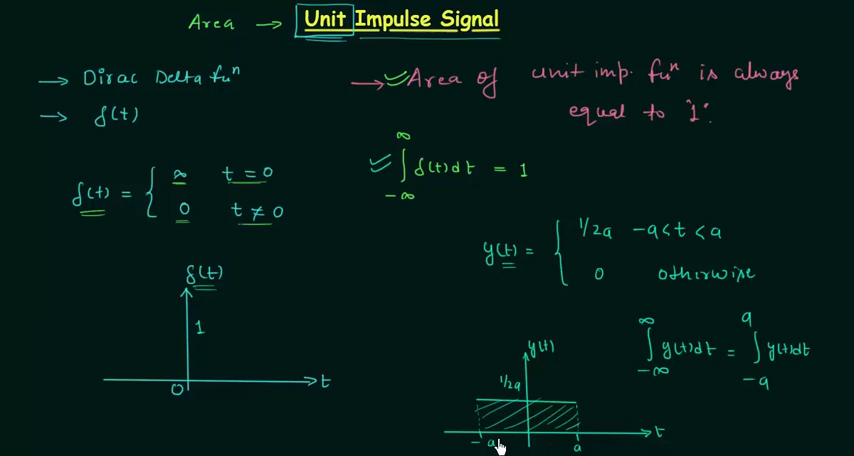 Area → Unit Impulse Signal
→ Dirac Delta fuⁿ
→ δ(t)
δ(t) = { ∞ t = 0
0 t ≠ 0
δ(t)
1
0
t
→ Area of unit imp. fuⁿ is always
equal to '1'.
∫_{-∞}^{∞} δ(t)dt = 1
y(t) = { 1/2a -a<t<a
0 otherwise
∫_{-∞}^{∞} y(t)dt = ∫_{-a}^{a} y(t)dt
y(t)
1/2a
-a
a
t